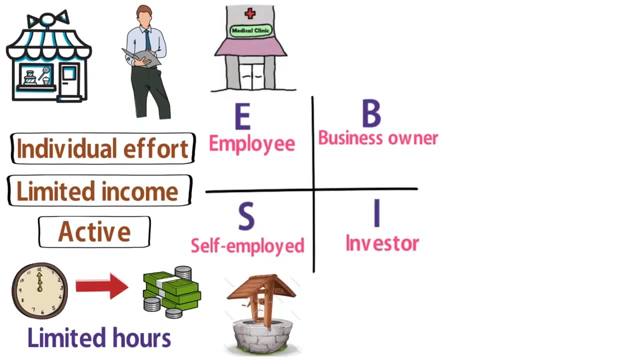 Medical Clinic
E
Employee
B
Business owner
S
Self-employed
I
Investor
Individual effort
Limited income
Active
Limited hours